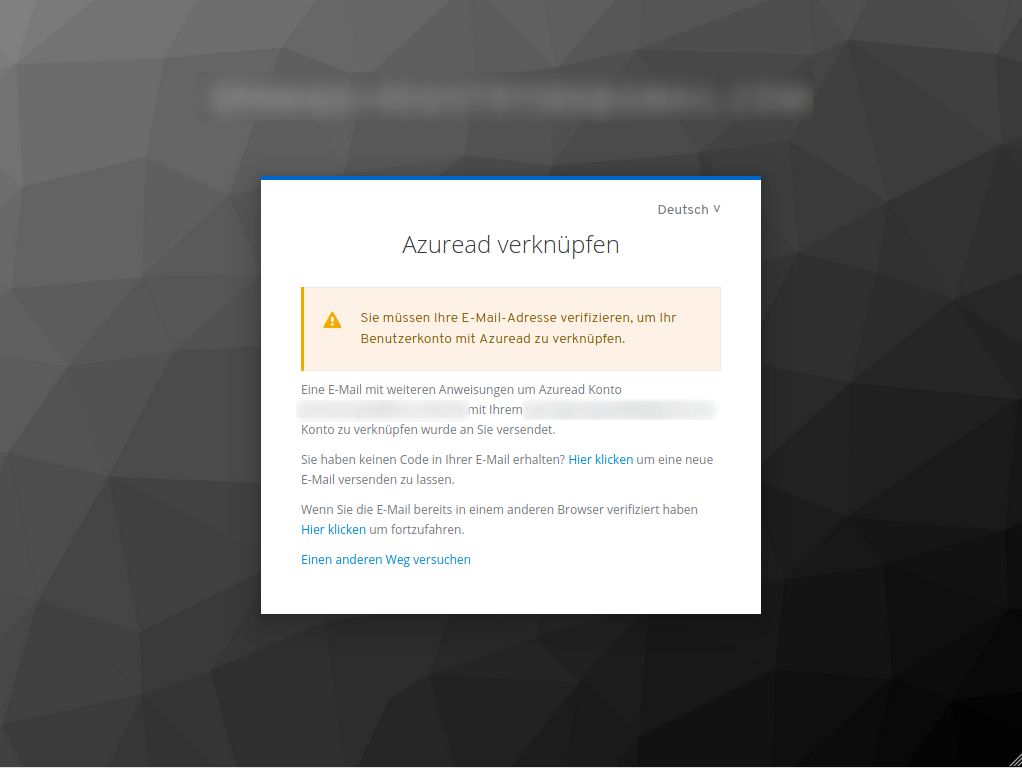 Deutsch
Azuread verknüpfen
Sie müssen Ihre E-Mail-Adresse verifizieren, um Ihr
Benutzerkonto mit Azuread zu verknüpfen.
Eine E-Mail mit weiteren Anweisungen um Azuread Konto
mit Ihrem
Konto zu verknüpfen wurde an Sie versendet.
Sie haben keinen Code in Ihrer E-Mail erhalten? Hier klicken um eine neue
E-Mail versenden zu lassen.
Wenn Sie die E-Mail bereits in einem anderen Browser verifiziert haben
Hier klicken um fortzufahren.
Einen anderen Weg versuchen